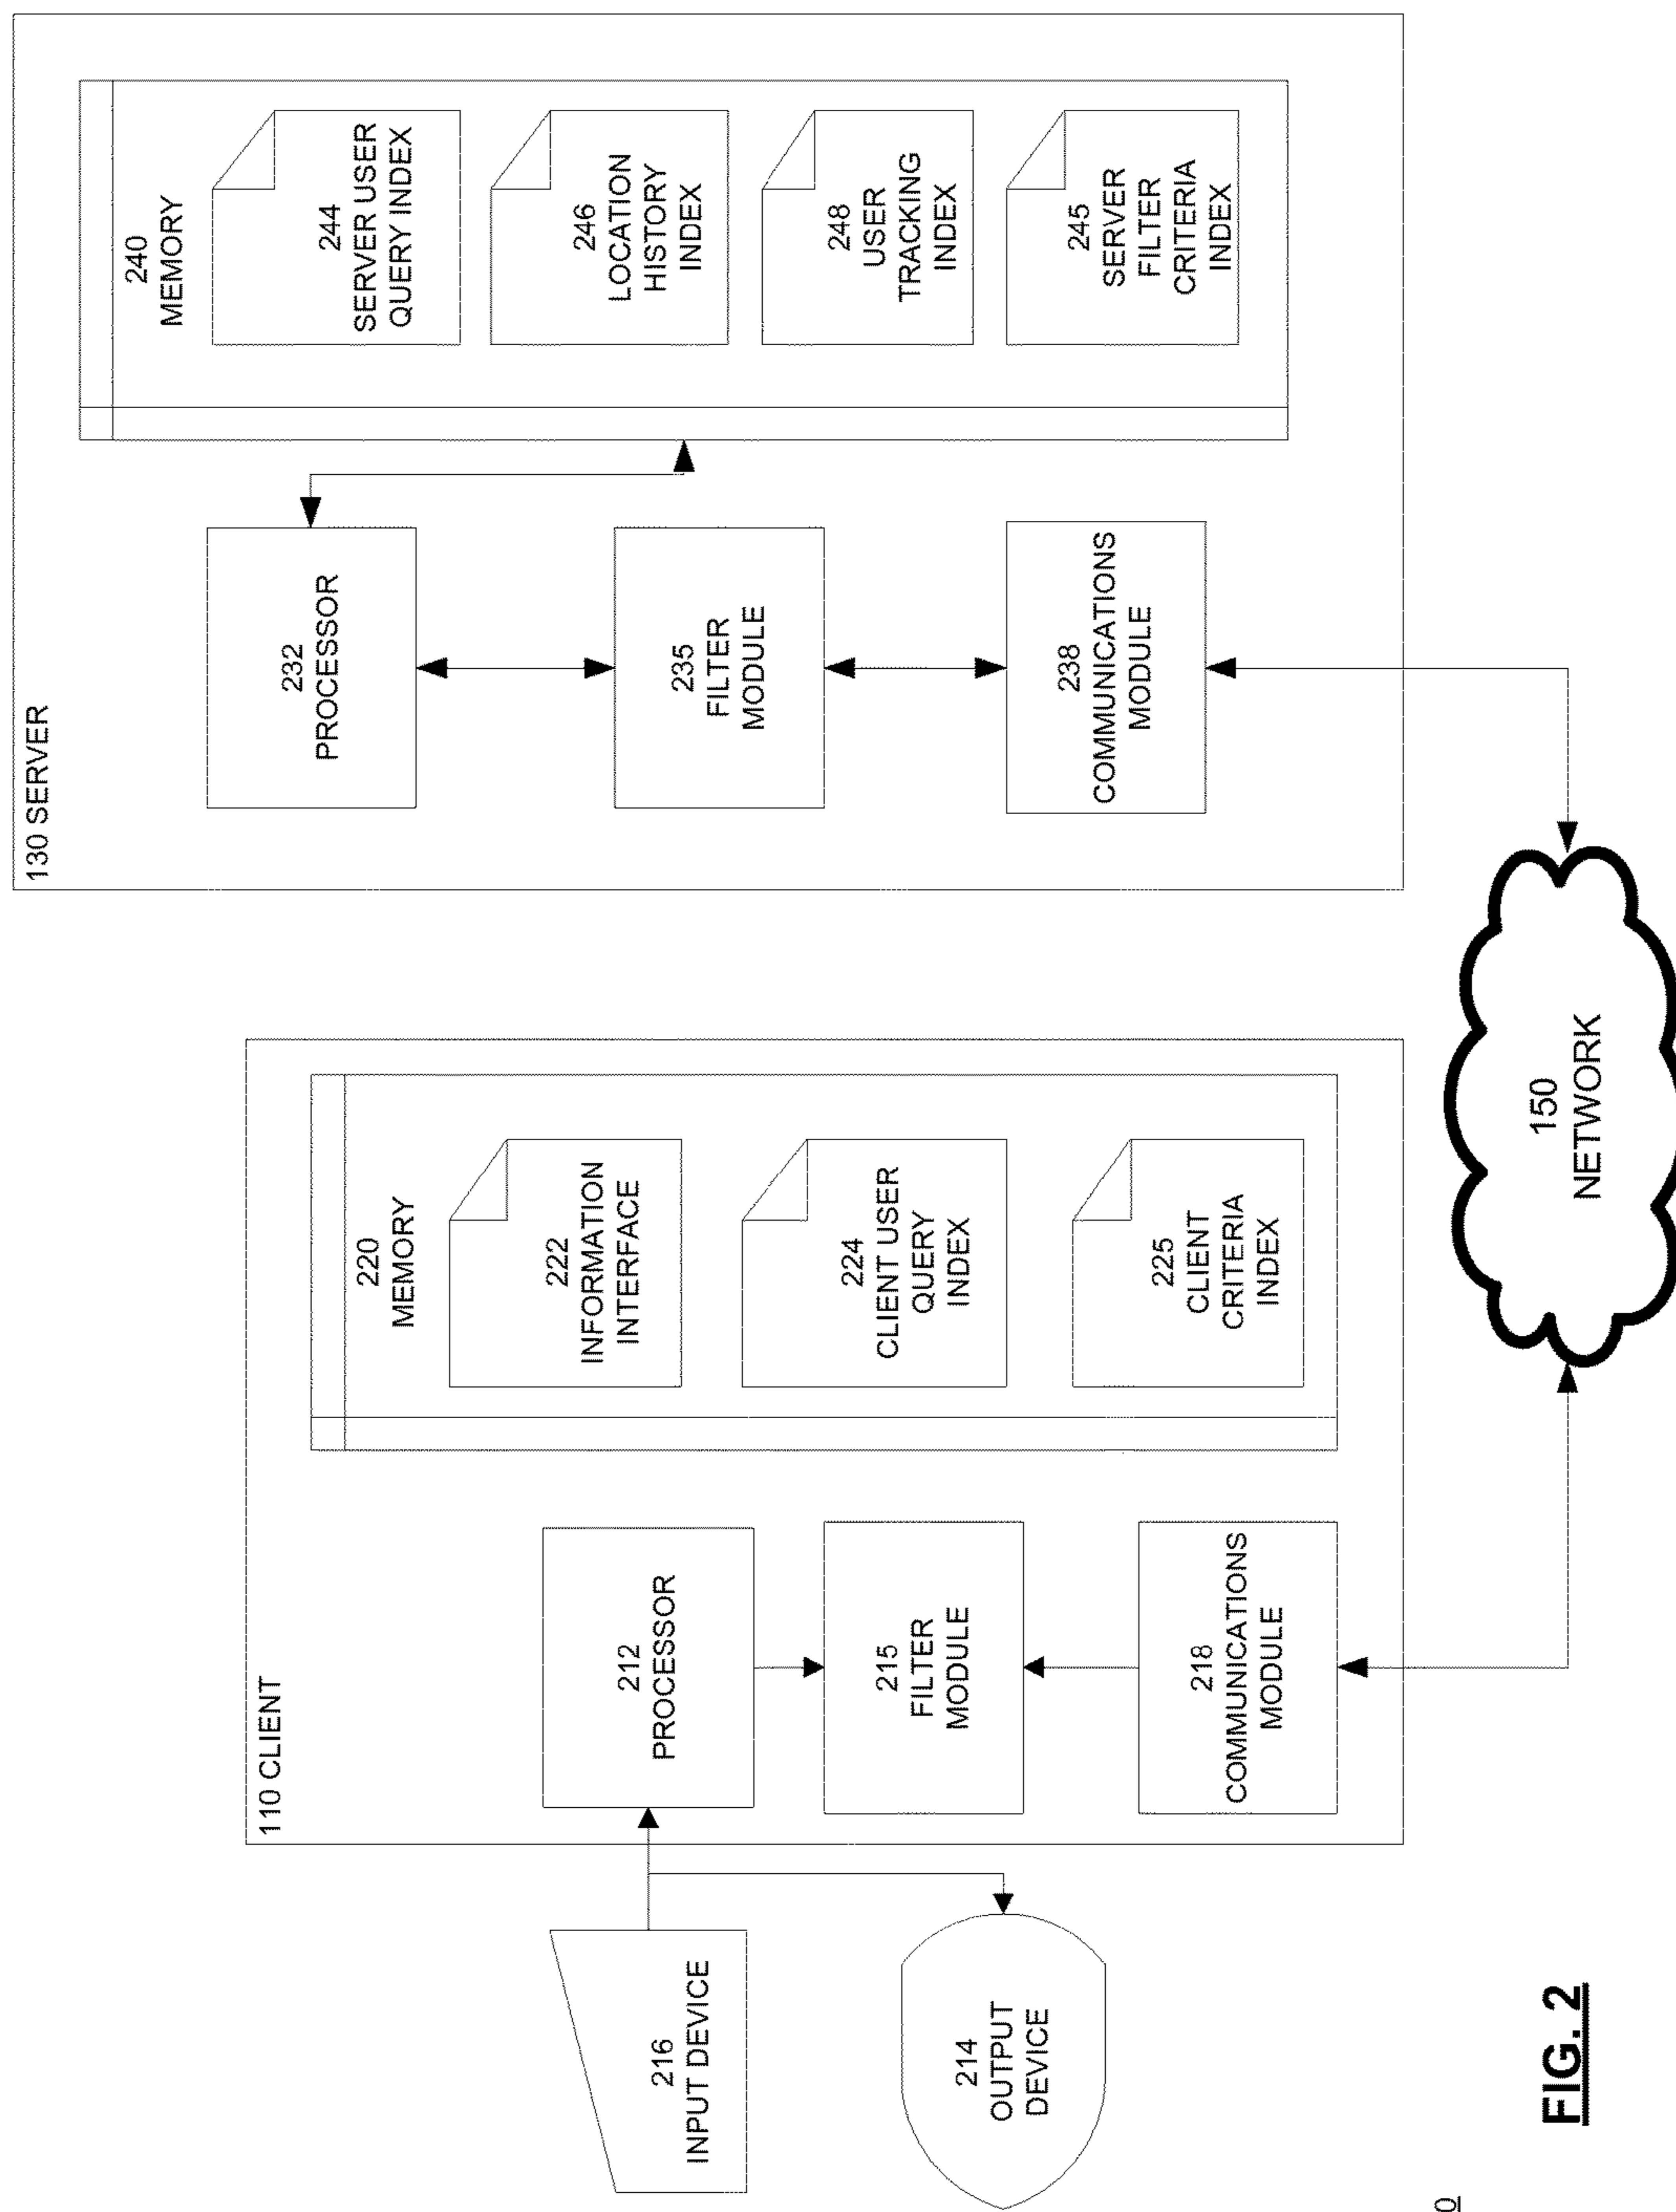 130 SERVER
240
MEMORY
244
SERVER USER
QUERY INDEX
246
LOCATION
HISTORY
INDEX
248
USER
TRACKING
INDEX
245
SERVER
FILTER
CRITERIA
INDEX
232
PROCESSOR
235
FILTER
MODULE
238
COMMUNICATIONS
MODULE
110 CLIENT
220
MEMORY
222
INFORMATION
INTERFACE
224
CLIENT USER
QUERY
INDEX
225
CLIENT
CRITERIA
INDEX
212
PROCESSOR
215
FILTER
MODULE
218
COMMUNICATIONS
MODULE
216
INPUT DEVICE
214
OUTPUT
DEVICE
150
NETWORK
FIG. 2